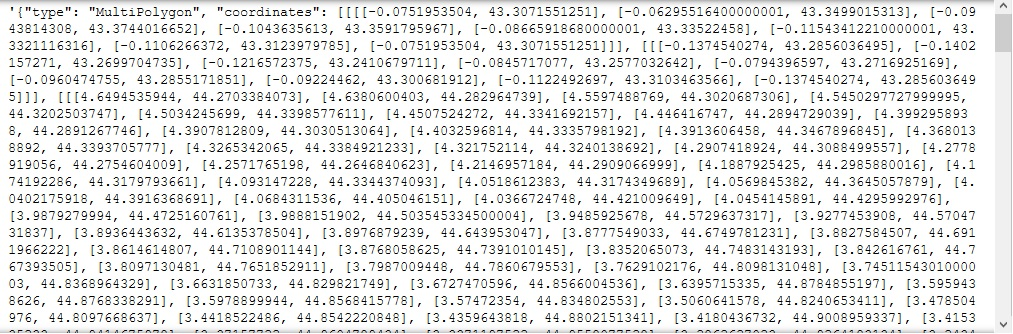 '{"type": "MultiPolygon", "coordinates": [[[[-0.0751953504, 43.3071551251], [-0.06295516400000001, 43.3499015313], [-0.09
43814308, 43.3744016652], [-0.1043635613, 43.3591795967], [-0.08665918680000001, 43.33522458], [-0.11543412210000001, 43.
3321116316], [-0.1106266372, 43.3123979785], [-0.0751953504, 43.3071551251]]], [[[-0.1374540274, 43.2856036495], [-0.1402
157271, 43.2699704735], [-0.1216572375, 43.2410679711], [-0.0845717077, 43.2577032642], [-0.0794396597, 43.2716925169],
[-0.0960474755, 43.2855171851], [-0.09224462, 43.300681912], [-0.1122492697, 43.3103463566], [-0.1374540274, 43.285603649
5]]], [[[4.6494535944, 44.2703384073], [4.6380600403, 44.282964739], [4.5597488769, 44.3020687306], [4.5450297727999995,
44.3202503747], [4.5034245699, 44.3398577611], [4.4507524272, 44.3341692157], [4.446416747, 44.2894729039], [4.399295893
8, 44.2891267746], [4.3907812809, 44.3030513064], [4.4032596814, 44.3335798192], [4.3913606458, 44.3467896845], [4.368013
8892, 44.3393705777], [4.3265342065, 44.3384921233], [4.321752114, 44.3240138692], [4.2907418924, 44.3088499557], [4.2778
919056, 44.2754604009], [4.2571765198, 44.2646840623], [4.2146957184, 44.2909066999], [4.1887925425, 44.2985880016], [4.1
74192286, 44.3179793661], [4.093147228, 44.3344374093], [4.0518612383, 44.3174349689], [4.0569845382, 44.3645057879], [4.
0402175918, 44.3916368691], [4.0684311536, 44.405046151], [4.0366724748, 44.421009649], [4.0454145891, 44.4295992976],
[3.9879279994, 44.4725160761], [3.9888151902, 44.503545334500004], [3.9485925678, 44.5729637317], [3.9277453908, 44.57047
31837], [3.8936443632, 44.6135378504], [3.8976879239, 44.643953047], [3.8777549033, 44.6749781231], [3.8827584507, 44.691
1966222], [3.8614614807, 44.7108901144], [3.8768058625, 44.7391010145], [3.8352065073, 44.7483143193], [3.842616761, 44.7
67393505], [3.8097130481, 44.7651852911], [3.7987009448, 44.7860679553], [3.7629102176, 44.8098131048], [3.74511543010000
03, 44.8368964329], [3.6631850733, 44.829821749], [3.6727470596, 44.8566004536], [3.6395715335, 44.8784855197], [3.595943
8626, 44.8768338291], [3.5978899944, 44.8568415778], [3.57472354, 44.834802553], [3.5060641578, 44.8240653411], [3.478504
976, 44.8097668637], [3.4418522486, 44.8542220848], [3.4359643818, 44.8802151341], [3.4180436732, 44.9008459337], [3.4153